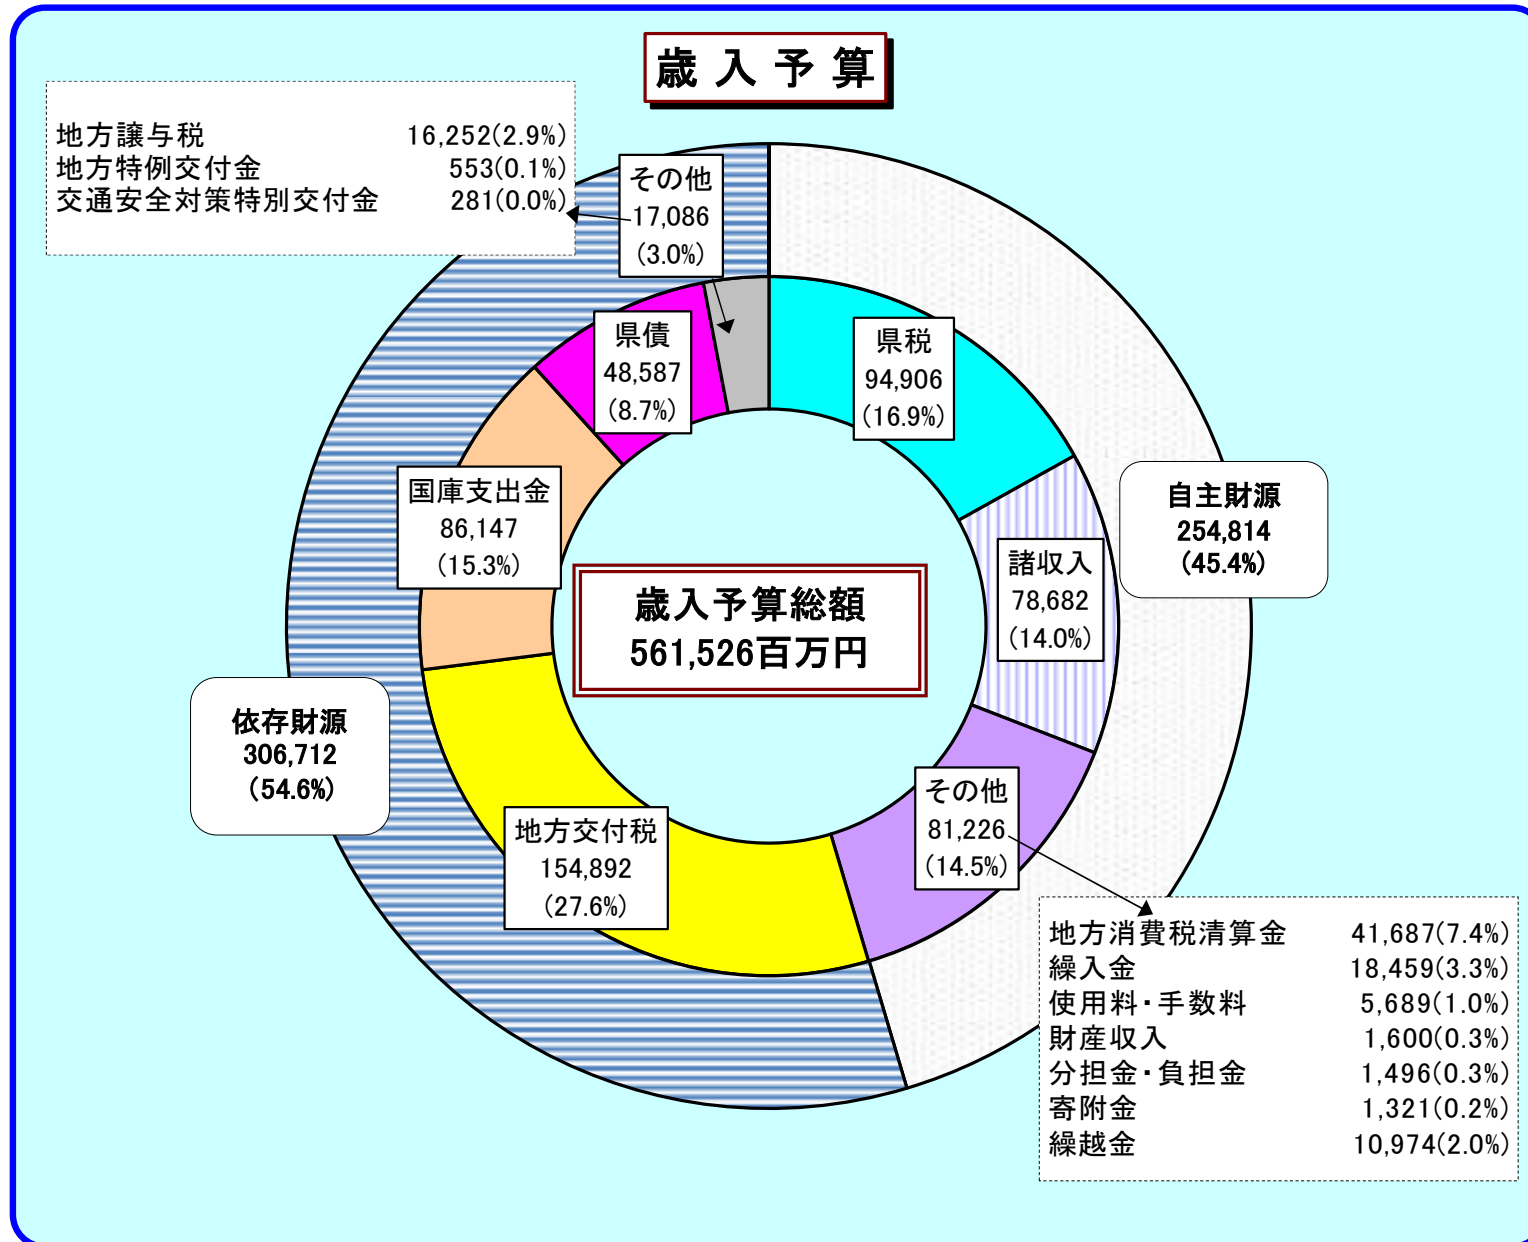 歳入予算
地方譲与税 16,252(2.9%)
地方特例交付金 553(0.1%)
交通安全対策特別交付金 281(0.0%)
その他
17,086
(3.0%)
県債
48,587
(8.7%)
県税
94,906
(16.9%)
国庫支出金
86,147
(15.3%)
自主財源
254,814
(45.4%)
諸収入
78,682
(14.0%)
歳入予算総額
561,526百万円
依存財源
306,712
(54.6%)
その他
81,226
(14.5%)
地方交付税
154,892
(27.6%)
地方消費税清算金 41,687(7.4%)
繰入金 18,459(3.3%)
使用料・手数料 5,689(1.0%)
財産収入 1,600(0.3%)
分担金・負担金 1,496(0.3%)
寄附金 1,321(0.2%)
繰越金 10,974(2.0%)